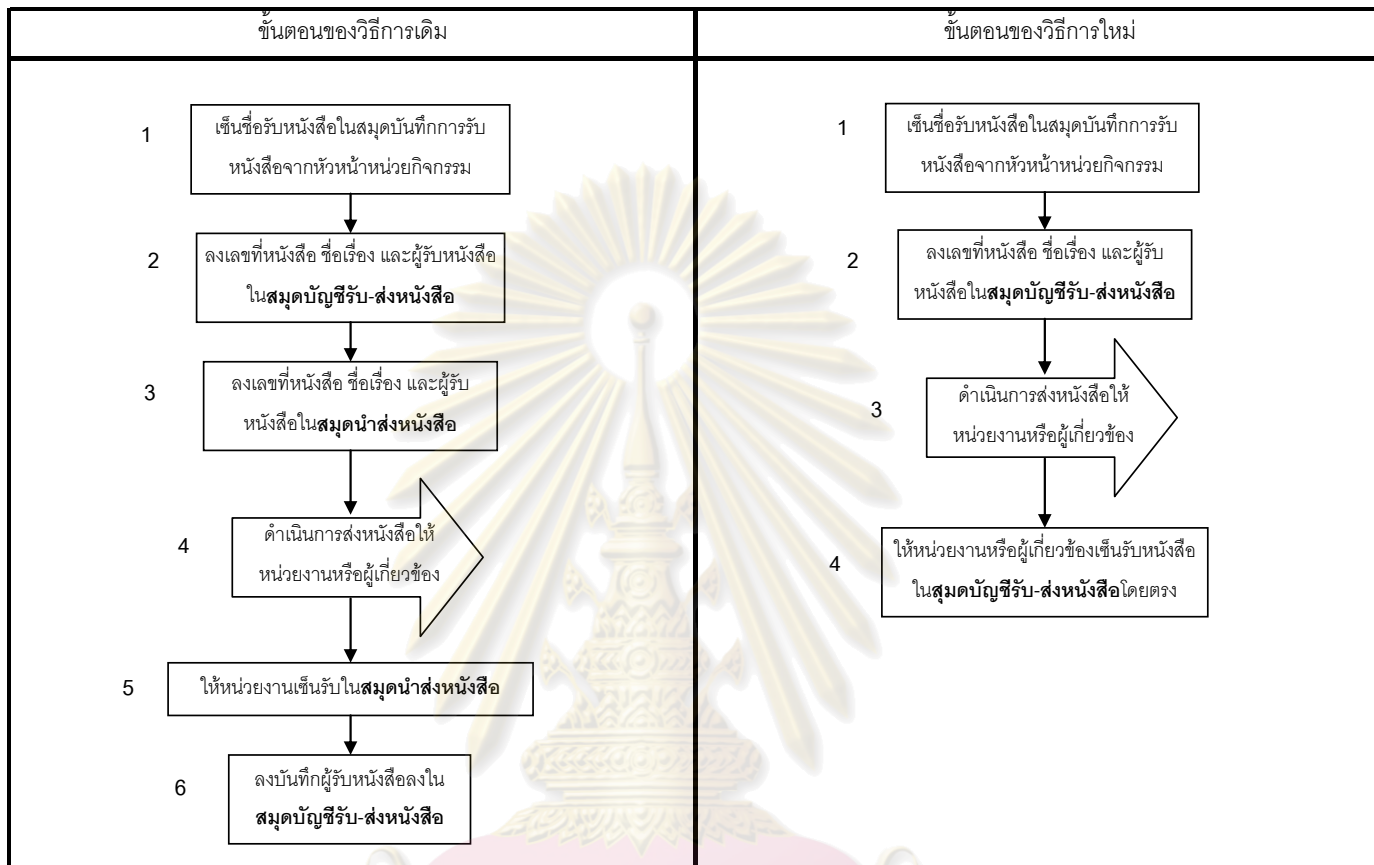 ขั้นตอนของวิธีการเดิม
1
เซ็นชื่อรับหนังสือในสมุดบันทึกการรับ
หนังสือจากหัวหน้าหน่วยกิจกรรม
2
ลงเลขที่หนังสือ ชื่อเรื่อง และผู้รับหนังสือ
ในสมุดบัญชีรับ-ส่งหนังสือ
3
ลงเลขที่หนังสือ ชื่อเรื่อง และผู้รับ
หนังสือในสมุดนำส่งหนังสือ
4
ดำเนินการส่งหนังสือให้
หน่วยงานหรือผู้เกี่ยวข้อง
5
ให้หน่วยงานเซ็นรับในสมุดนำส่งหนังสือ
6
ลงบันทึกผู้รับหนังสือลงใน
สมุดบัญชีรับ-ส่งหนังสือ
ขั้นตอนของวิธีการใหม่
1
เซ็นชื่อรับหนังสือในสมุดบันทึกการรับ
หนังสือจากหัวหน้าหน่วยกิจกรรม
2
ลงเลขที่หนังสือ ชื่อเรื่อง และผู้รับ
หนังสือในสมุดบัญชีรับ-ส่งหนังสือ
3
ดำเนินการส่งหนังสือให้
หน่วยงานหรือผู้เกี่ยวข้อง
4
ให้หน่วยงานหรือผู้เกี่ยวข้องเซ็นรับหนังสือ
ในสุมดบัญชีรับ-ส่งหนังสือโดยตรง